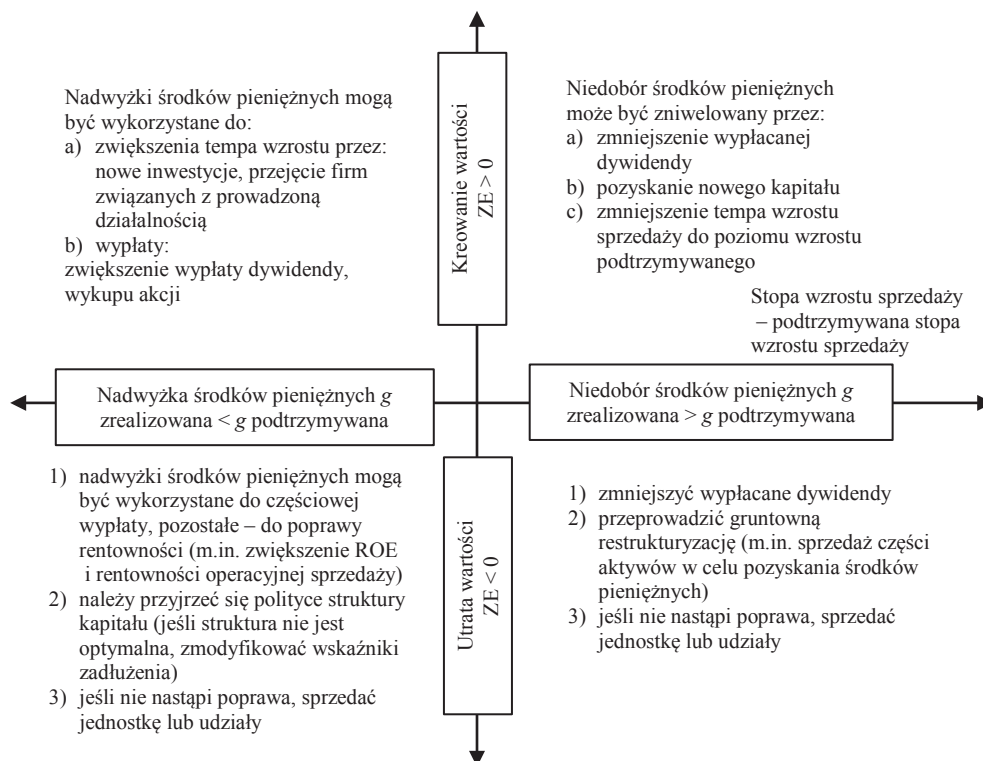 Nadwyżki środków pieniężnych mogą
być wykorzystane do:
a) zwiększenia tempa wzrostu przez:
nowe inwestycje, przejęcie firm
związanych z prowadzoną
działalnością
b) wypłaty:
zwiększenie wypłaty dywidendy,
wykupu akcji
Kreowanie wartości
ZE > 0
Niedobór środków pieniężnych
może być zniwelowany przez:
a) zmniejszenie wypłacanej
dywidendy
b) pozyskanie nowego kapitału
c) zmniejszenie tempa wzrostu
sprzedaży do poziomu wzrostu
podtrzymywanego
Stopa wzrostu sprzedaży
– podtrzymywana stopa
wzrostu sprzedaży
Nadwyżka środków pieniężnych g
zrealizowana < g podtrzymywana
Niedobór środków pieniężnych g
zrealizowana > g podtrzymywana
1) nadwyżki środków pieniężnych mogą
być wykorzystane do częściowej
wypłaty, pozostałe – do poprawy
rentowności (m.in. zwiększenie ROE
i rentowności operacyjnej sprzedaży)
2) należy przyjrzeć się polityce struktury
kapitału (jeśli struktura nie jest
optymalna, zmodyfikować wskaźniki
zadłużenia)
3) jeśli nie nastąpi poprawa, sprzedać
jednostkę lub udziały
Utrata wartości
ZE < 0
1) zmniejszyć wypłacane dywidendy
2) przeprowadzić gruntowną
restrukturyzację (m.in. sprzedaż części
aktywów w celu pozyskania środków
pieniężnych)
3) jeśli nie nastąpi poprawa, sprzedać
jednostkę lub udziały